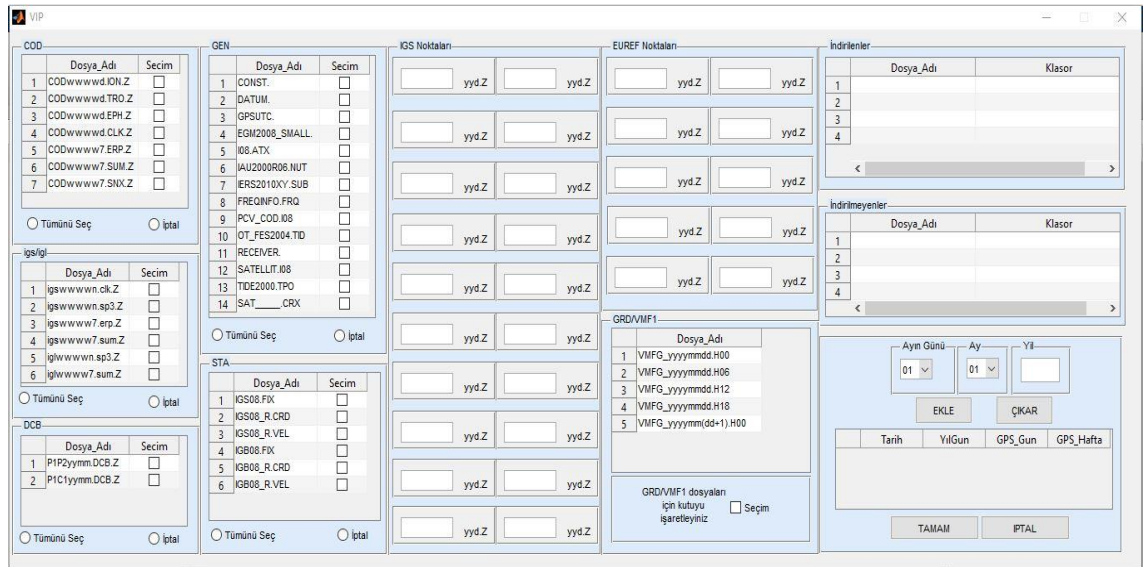 VIP
COD
Dosya_Adı Secim
1 CODwwwwd.ION.Z
2 CODwwwwd.TRO.Z
3 CODwwwwd.EPH.Z
4 CODwwwwd.CLK.Z
5 CODwwww7.ERP.Z
6 CODwwww7.SUM.Z
7 CODwwww7.SNX.Z
Tümünü Seç İptal
igs/igl
Dosya_Adı Secim
1 igswwwwn.clk.Z
2 igswwwwn.sp3.Z
3 igswwww7.erp.Z
4 igswwww7.sum.Z
5 iglwwwwn.sp3.Z
6 iglwwww7.sum.Z
Tümünü Seç İptal
DCB
Dosya_Adı Secim
1 P1P2yymm.DCB.Z
2 P1C1yymm.DCB.Z
Tümünü Seç İptal
GEN
Dosya_Adı Secim
1 CONST.
2 DATUM.
3 GPSUTC.
4 EGM2008_SMALL.
5 I08.ATX
6 IAU2000R06.NUT
7 IERS2010XY.SUB
8 FREQINFO.FRQ
9 PCV_COD.I08
10 OT_FES2004.TID
11 RECEIVER.
12 SATELLIT.I08
13 TIDE2000.TPO
14 SAT_____.CRX
Tümünü Seç İptal
STA
Dosya_Adı Secim
1 IGS08.FIX
2 IGS08_R.CRD
3 IGS08_R.VEL
4 IGB08.FIX
5 IGB08_R.CRD
6 IGB08_R.VEL
Tümünü Seç İptal
IGS Noktaları
yyd.Z yyd.Z
yyd.Z yyd.Z
yyd.Z yyd.Z
yyd.Z yyd.Z
yyd.Z yyd.Z
yyd.Z yyd.Z
yyd.Z yyd.Z
yyd.Z yyd.Z
yyd.Z yyd.Z
yyd.Z yyd.Z
EUREF Noktaları
yyd.Z yyd.Z
yyd.Z yyd.Z
yyd.Z yyd.Z
yyd.Z yyd.Z
yyd.Z yyd.Z
GRD/VMF1
Dosya_Adı
1 VMFG_yyyymmdd.H00
2 VMFG_yyyymmdd.H06
3 VMFG_yyyymmdd.H12
4 VMFG_yyyymmdd.H18
5 VMFG_yyyymm(dd+1).H00
GRD/VMF1 dosyaları
için kutuyu
işaretleyiniz
Seçim
İndirilenler
Dosya_Adı Klasor
1
2
3
4
İndirilmeyenler
Dosya_Adı Klasor
1
2
3
4
Ayın Günü Ay Yıl
01 01
EKLE ÇIKAR
Tarih YılGun GPS_Gun GPS_Hafta
TAMAM IPTAL